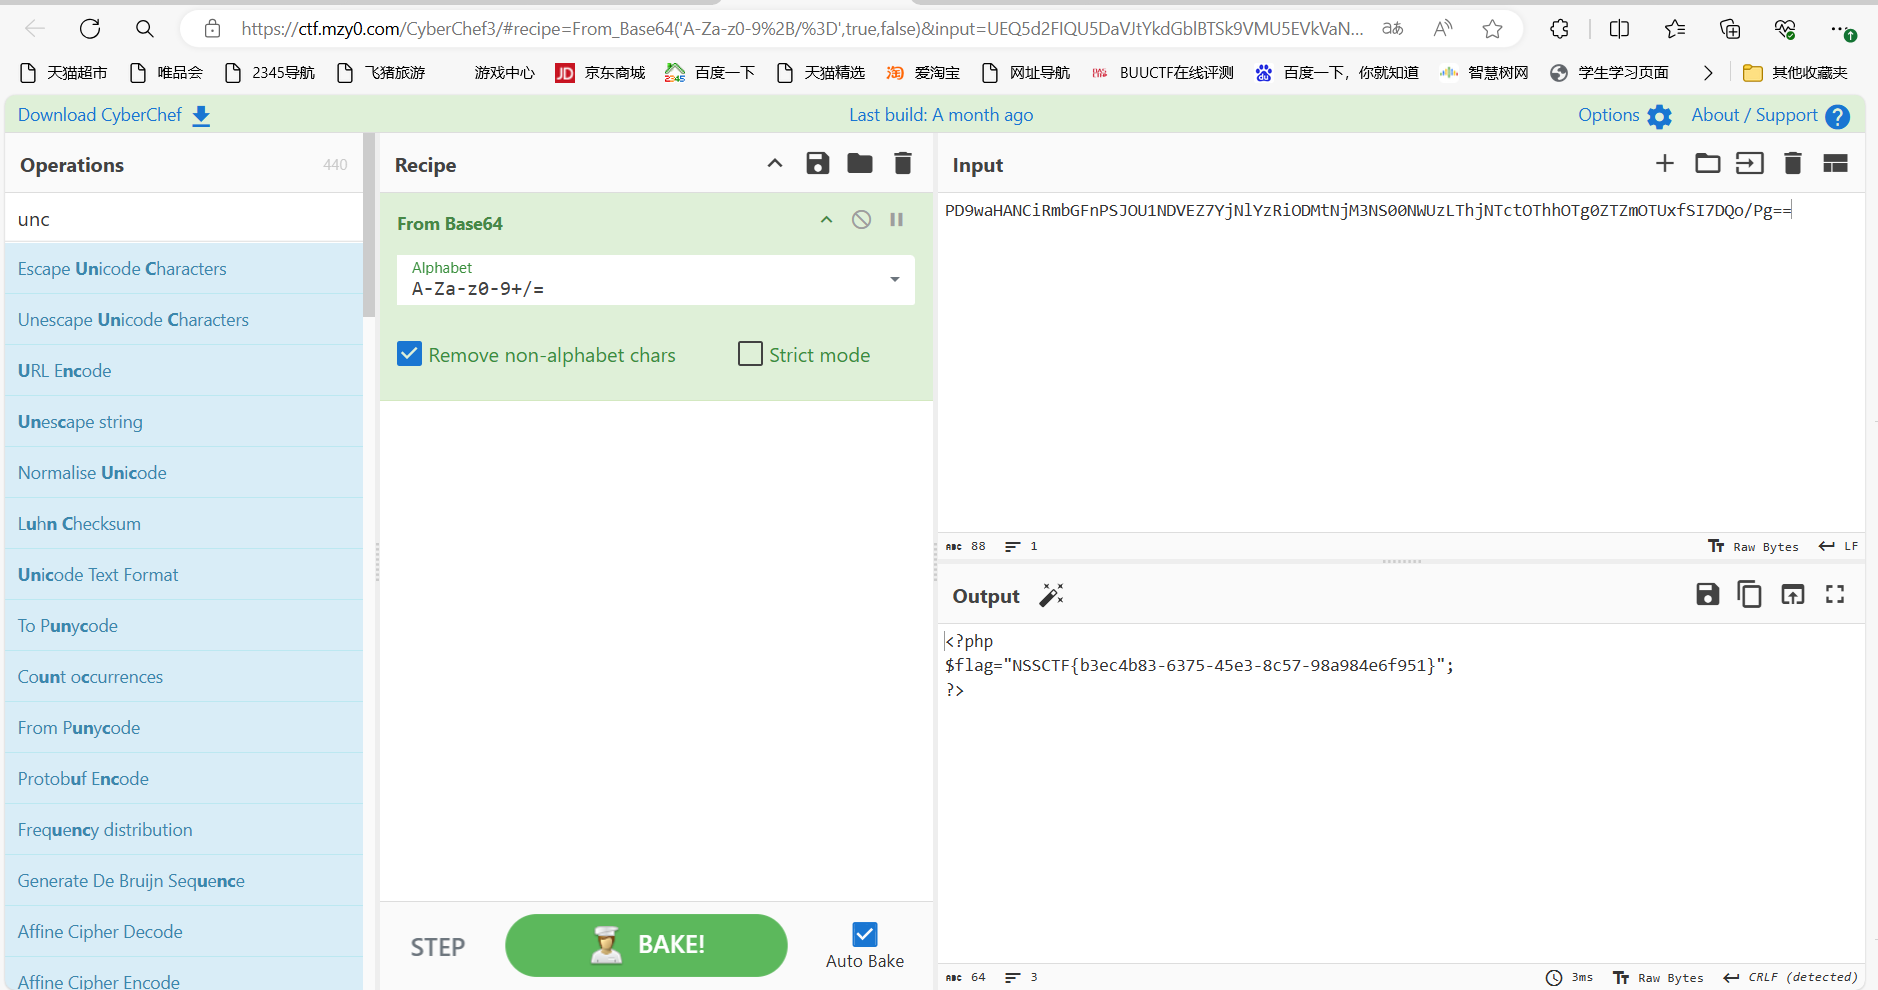 https://ctf.mzy0.com/CyberChef3/#recipe=From_Base64('A-Za-z0-9%2B/%3D',true,false)&input=UEQ5d2FIQU5DaVJtYkdGblBTSk9VMU5EVkVaN...
天猫超市 唯品会 2345导航 飞猪旅游 游戏中心 JD 京东商城 2345 百度一下 天猫精选 淘 爱淘宝 网址导航 BUUCTF在线评测 百度一下，你就知道 智慧树网 学生学习页面 其他收藏夹
Download CyberChef
Last build: A month ago
Options
About / Support
Operations
440
unc
Escape Unicode Characters
Unescape Unicode Characters
URL Encode
Unescape string
Normalise Unicode
Luhn Checksum
Unicode Text Format
To Punycode
Count occurrences
From Punycode
Protobuf Encode
Frequency distribution
Generate De Bruijn Sequence
Affine Cipher Decode
Affine Cipher Encode
Recipe
From Base64
Alphabet
A-Za-z0-9+/=
Remove non-alphabet chars
Strict mode
STEP
BAKE!
Auto Bake
Input
PD9waHANCiRmbGFnPSJOU1NDVEZ7YjNlYzRiODMtNjM3NS00NWUzLThjNTctOThhOTg0ZTZmOTUxfSI7DQo/Pg==
ABC 88 1
Raw Bytes
LF
Output
<?php
$flag="NSSCTF{b3ec4b83-6375-45e3-8c57-98a984e6f951}";
?>
ABC 64 3
3ms
Raw Bytes
CRLF (detected)